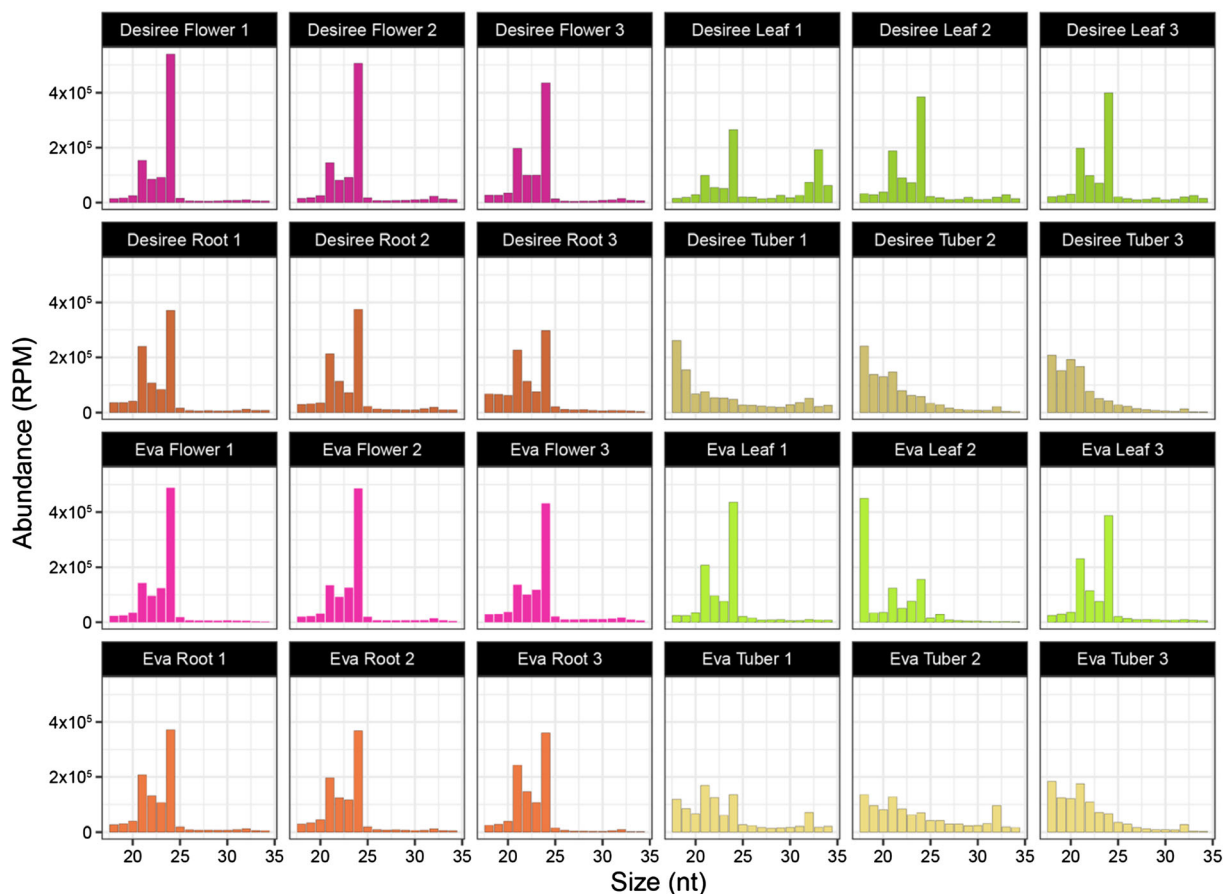 Desiree Flower 1 Desiree Flower 2 Desiree Flower 3 Desiree Leaf 1 Desiree Leaf 2 Desiree Leaf 3
4x10⁵
2x10⁵
0
Desiree Root 1 Desiree Root 2 Desiree Root 3 Desiree Tuber 1 Desiree Tuber 2 Desiree Tuber 3
4x10⁵
2x10⁵
0
Abundance (RPM)
Eva Flower 1 Eva Flower 2 Eva Flower 3 Eva Leaf 1 Eva Leaf 2 Eva Leaf 3
4x10⁵
2x10⁵
0
Eva Root 1 Eva Root 2 Eva Root 3 Eva Tuber 1 Eva Tuber 2 Eva Tuber 3
4x10⁵
2x10⁵
0
20 25 30 35 20 25 30 35 20 25 30 35 20 25 30 35 20 25 30 35 20 25 30 35
Size (nt)